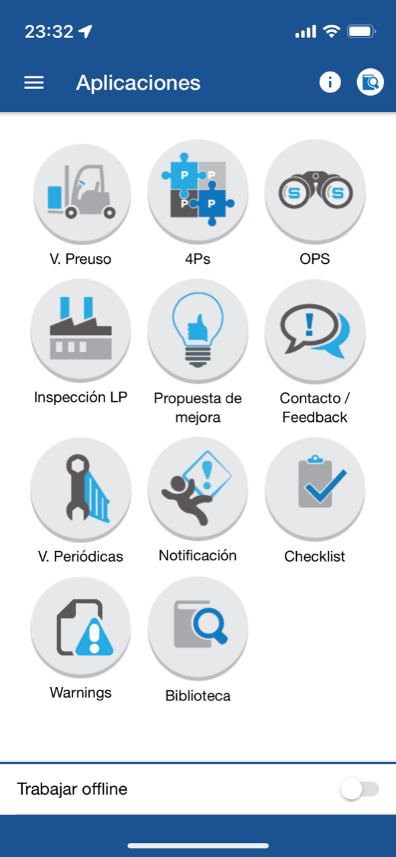 23:32
Aplicaciones
V. Preuso
4Ps
OPS
P P
P P
S S
Inspección LP
Propuesta de
mejora
Contacto /
Feedback
V. Periódicas
Notificación
Checklist
Warnings
Biblioteca
Trabajar offline